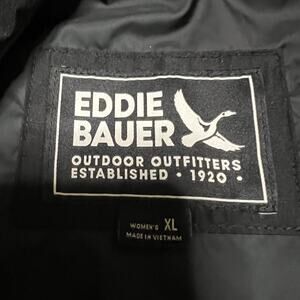 EDDIE
BAUER
OUTDOOR OUTFITTERS
ESTABLISHED • 1920 •
WOMEN'S XL
MADE IN VIETNAM